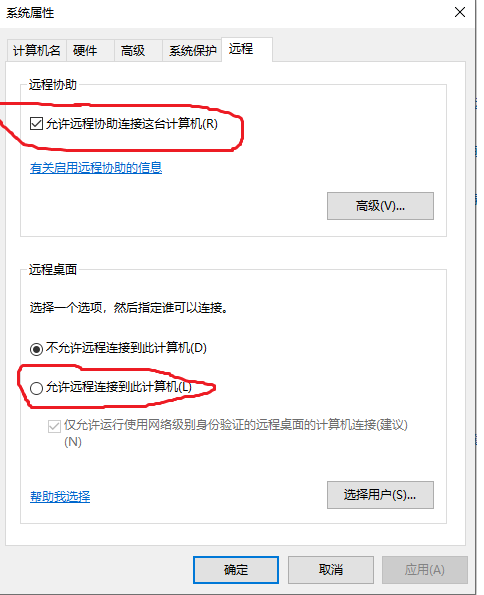 系统属性
计算机名 硬件 高级 系统保护 远程
远程协助
允许远程协助连接这台计算机(R)
有关启用远程协助的信息
高级(V)...
远程桌面
选择一个选项，然后指定谁可以连接。
不允许远程连接到此计算机(D)
允许远程连接到此计算机(L)
仅允许运行使用网络级别身份验证的远程桌面的计算机连接(建议)
(N)
帮助我选择 选择用户(S)...
确定 取消 应用(A)